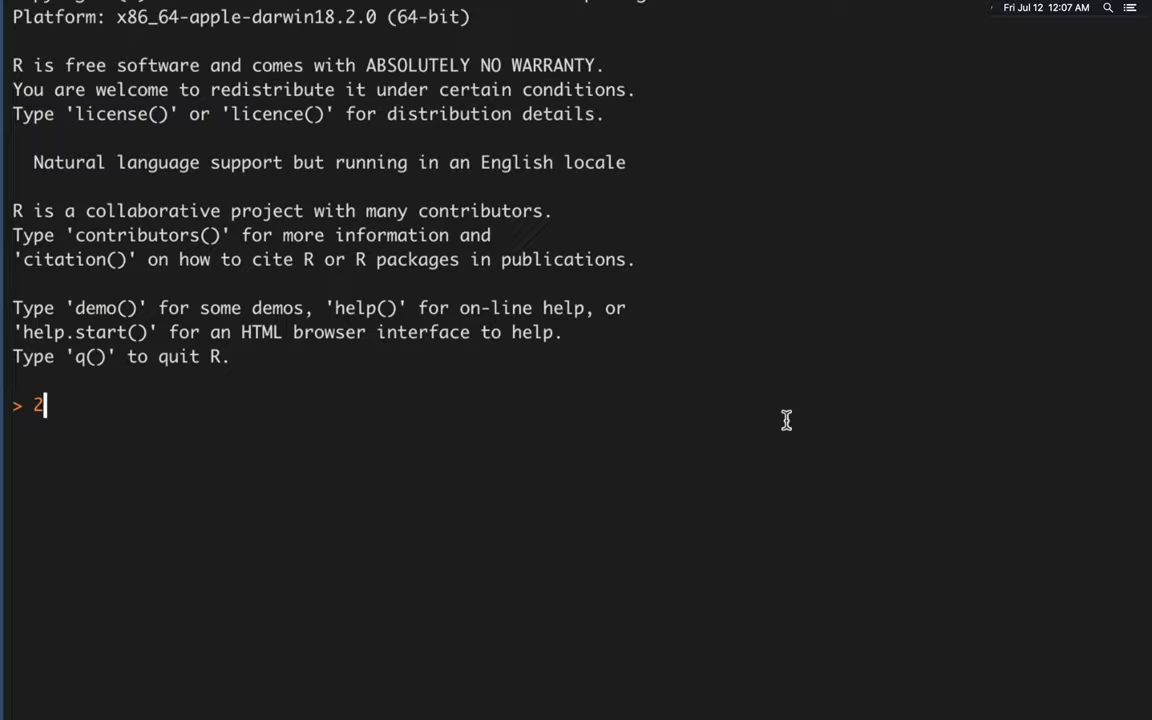 Fri Jul 12 12:07 AM
Platform: x86_64-apple-darwin18.2.0 (64-bit)
R is free software and comes with ABSOLUTELY NO WARRANTY.
You are welcome to redistribute it under certain conditions.
Type 'license()' or 'licence()' for distribution details.
Natural language support but running in an English locale
R is a collaborative project with many contributors.
Type 'contributors()' for more information and
'citation()' on how to cite R or R packages in publications.
Type 'demo()' for some demos, 'help()' for on-line help, or
'help.start()' for an HTML browser interface to help.
Type 'q()' to quit R.
> 2